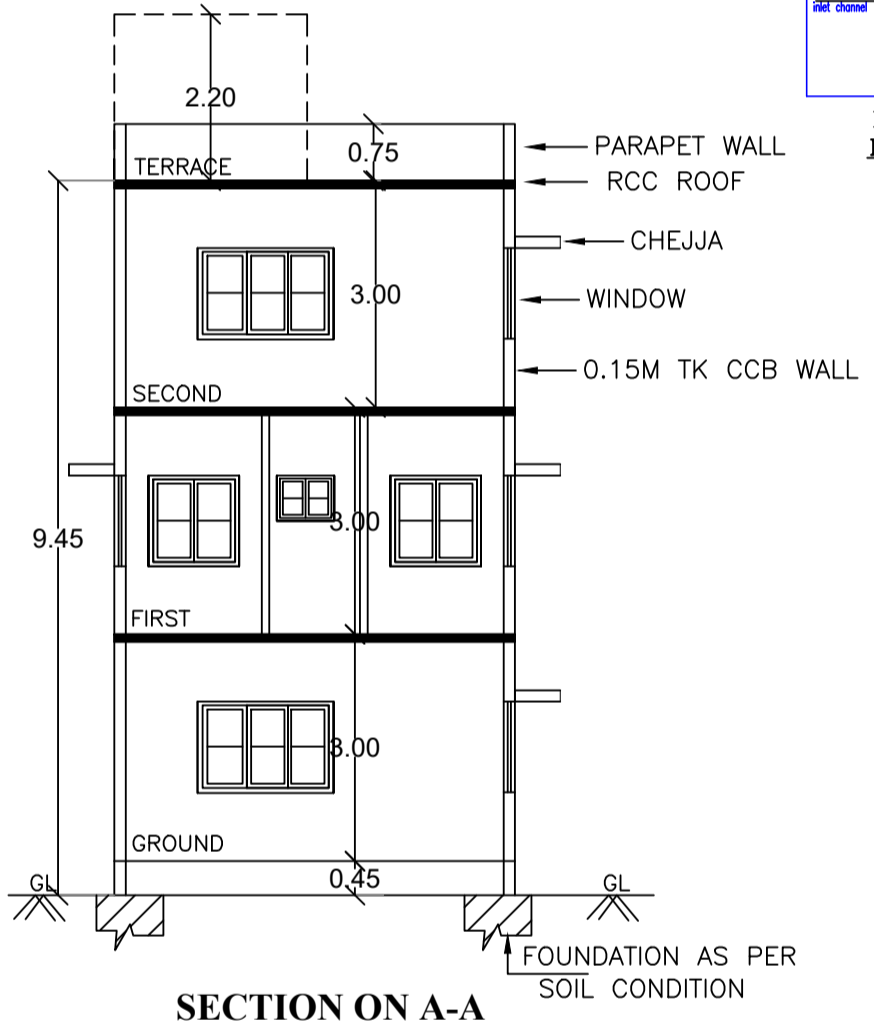 inlet channel
2.20
0.75
TERRACE
PARAPET WALL
RCC ROOF
CHEJJA
3.00
WINDOW
0.15M TK CCB WALL
SECOND
9.45
3.00
FIRST
3.00
GROUND
0.45
GL
GL
FOUNDATION AS PER
SOIL CONDITION
SECTION ON A-A